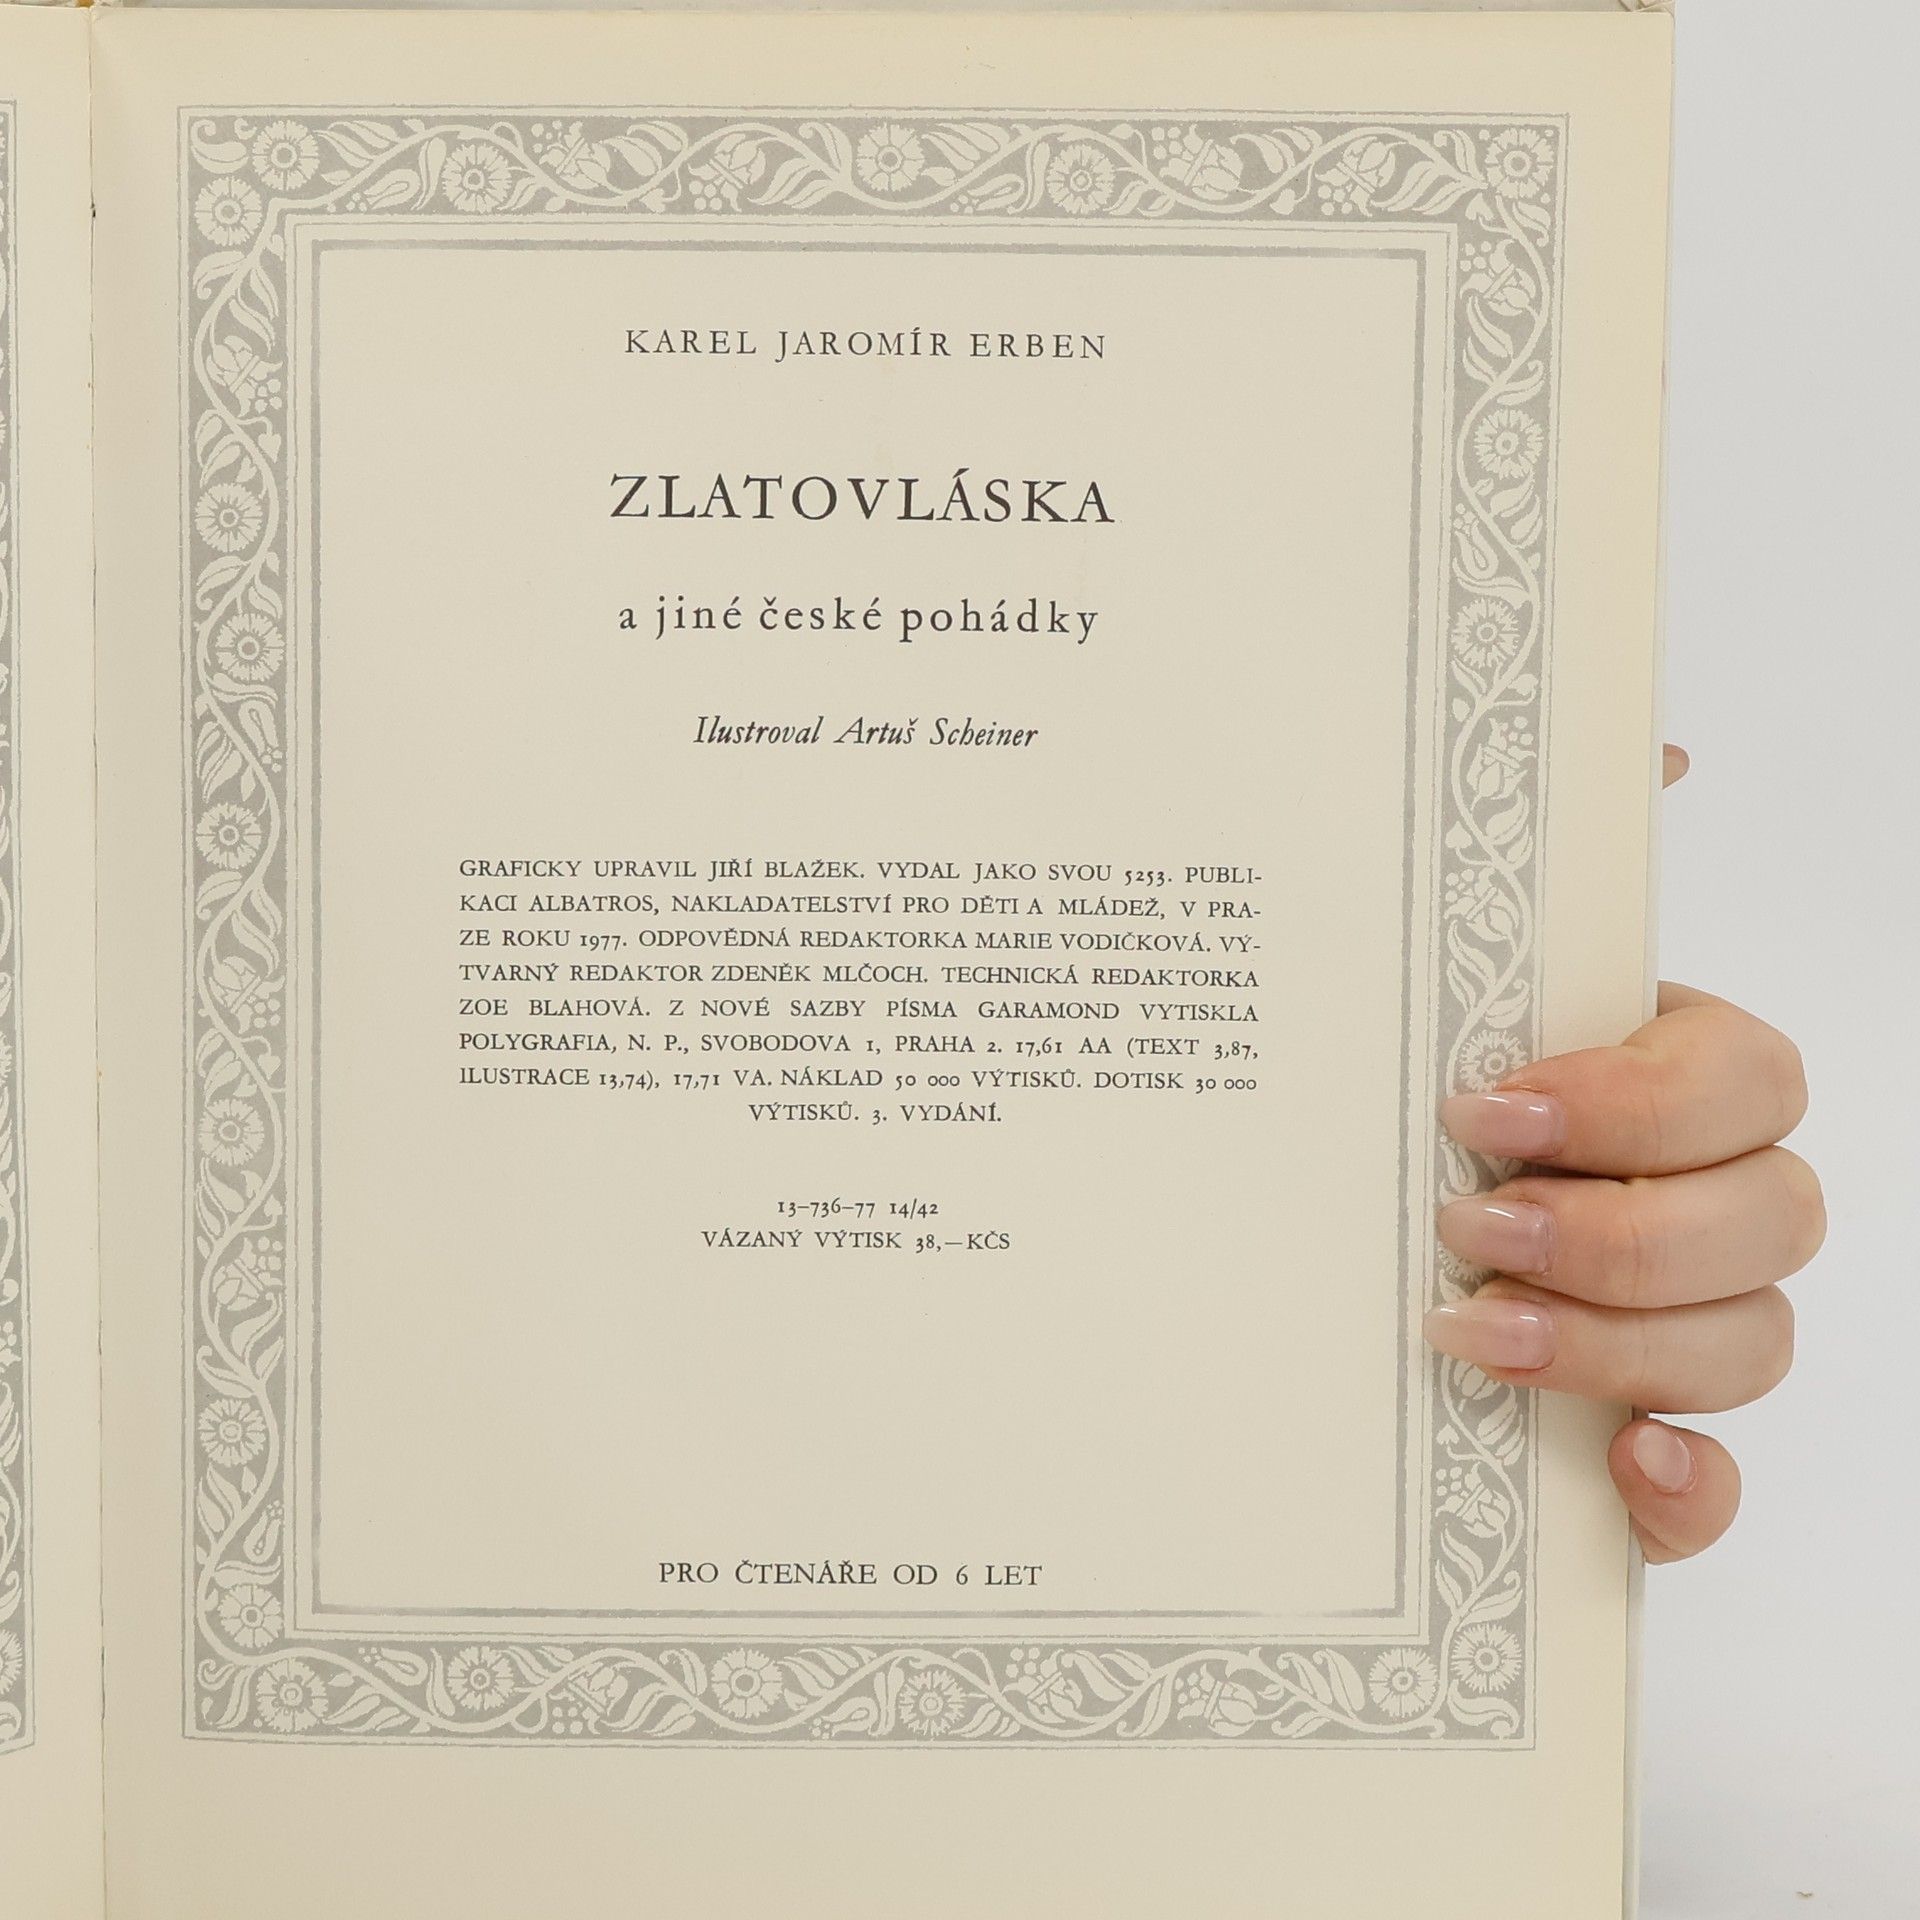 KAREL JAROMÍR ERBEN
ZLATOVLÁSKA
a jiné české pohádky
Ilustroval Artuš Scheiner
GRAFICKY UPRAVIL JIŘÍ BLAŽEK. VYDAL JAKO SVOU 5253. PUBLI-
KACI ALBATROS, NAKLADATELSTVÍ PRO DĚTI A MLÁDEŽ, V PRA-
ZE ROKU 1977. ODPOVĚDNÁ REDAKTORKA MARIE VODIČKOVÁ. VÝ-
TVARNÝ REDAKTOR ZDENĚK MLČOCH. TECHNICKÁ REDAKTORKA
ZOE BLAHOVÁ. Z NOVÉ SAZBY PÍSMA GARAMOND VYTISKLA
POLYGRAFIA, N. P., SVOBODOVA 1, PRAHA 2. 17,61 AA (TEXT 3,87,
ILUSTRACE 13,74), 17,71 VA. NÁKLAD 50 000 VÝTISKŮ. DOTISK 30 000
VÝTISKŮ. 3. VYDÁNÍ.
13–736–77 14/42
VÁZANÝ VÝTISK 38,— KČS
PRO ČTENÁŘE OD 6 LET